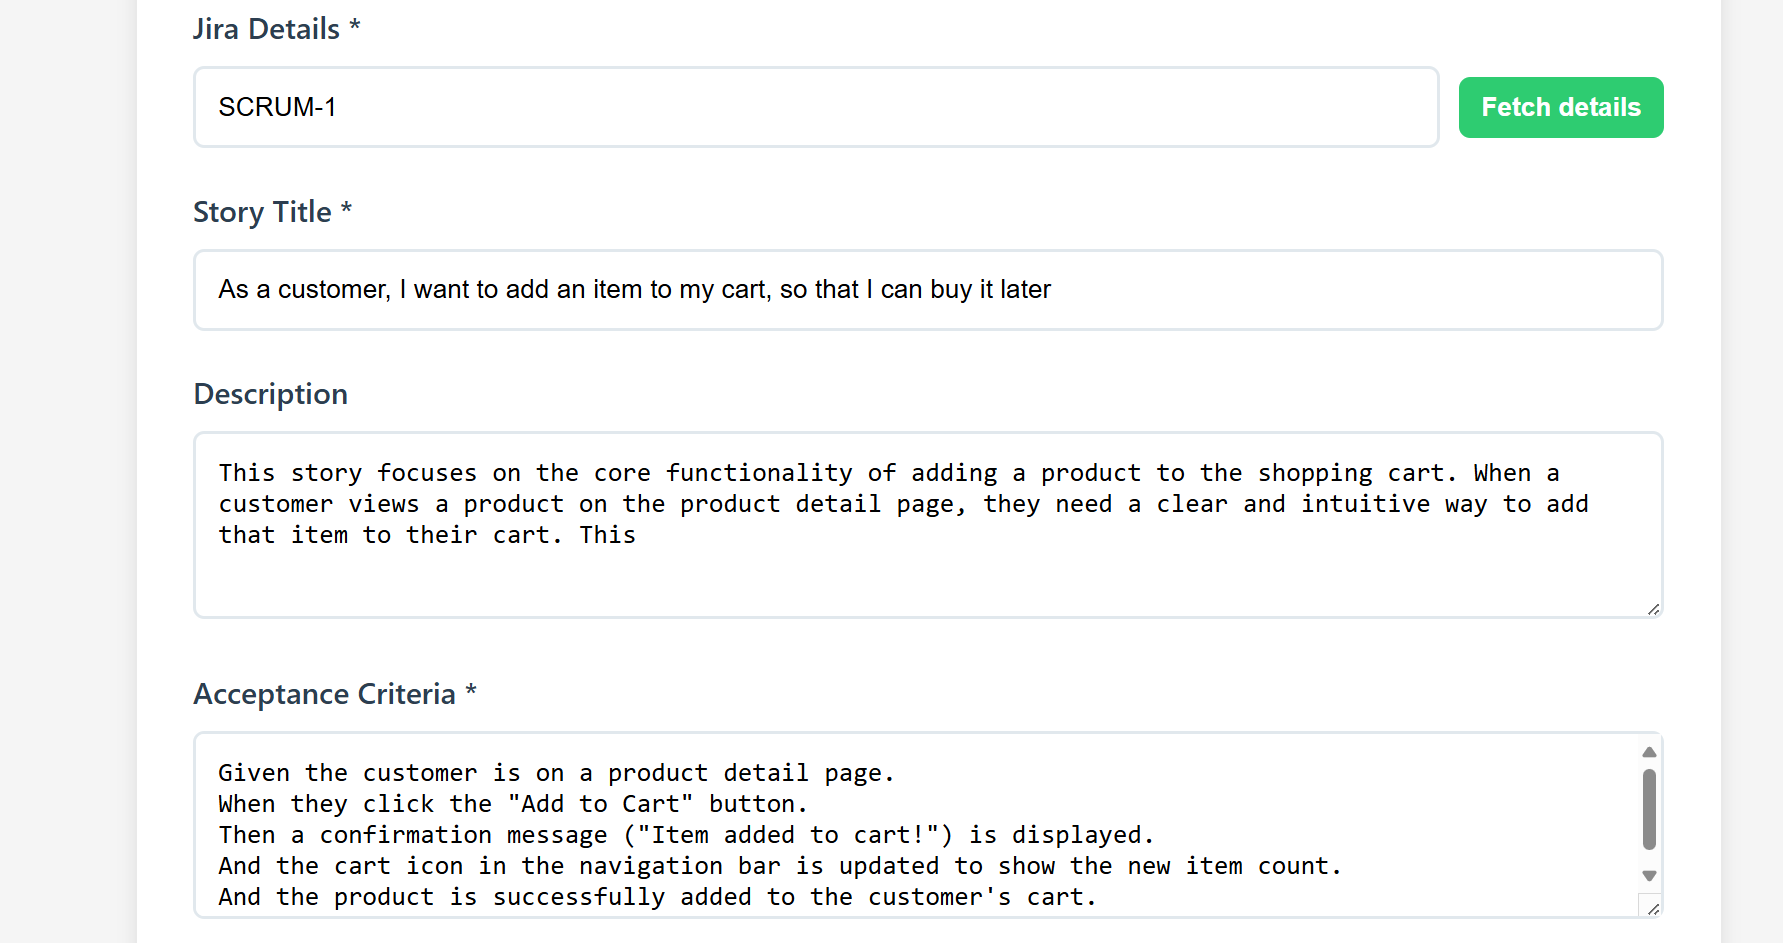 Jira Details *
SCRUM-1
Fetch details
Story Title *
As a customer, I want to add an item to my cart, so that I can buy it later
Description
This story focuses on the core functionality of adding a product to the shopping cart. When a
customer views a product on the product detail page, they need a clear and intuitive way to add
that item to their cart. This
Acceptance Criteria *
Given the customer is on a product detail page.
When they click the "Add to Cart" button.
Then a confirmation message ("Item added to cart!") is displayed.
And the cart icon in the navigation bar is updated to show the new item count.
And the product is successfully added to the customer's cart.